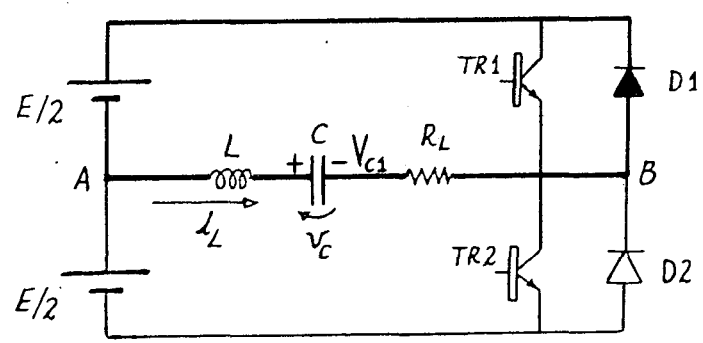 TR1
D1
E/2
L
C
+
− V_C1
R_L
A
B
i_L
v_C
TR2
D2
E/2